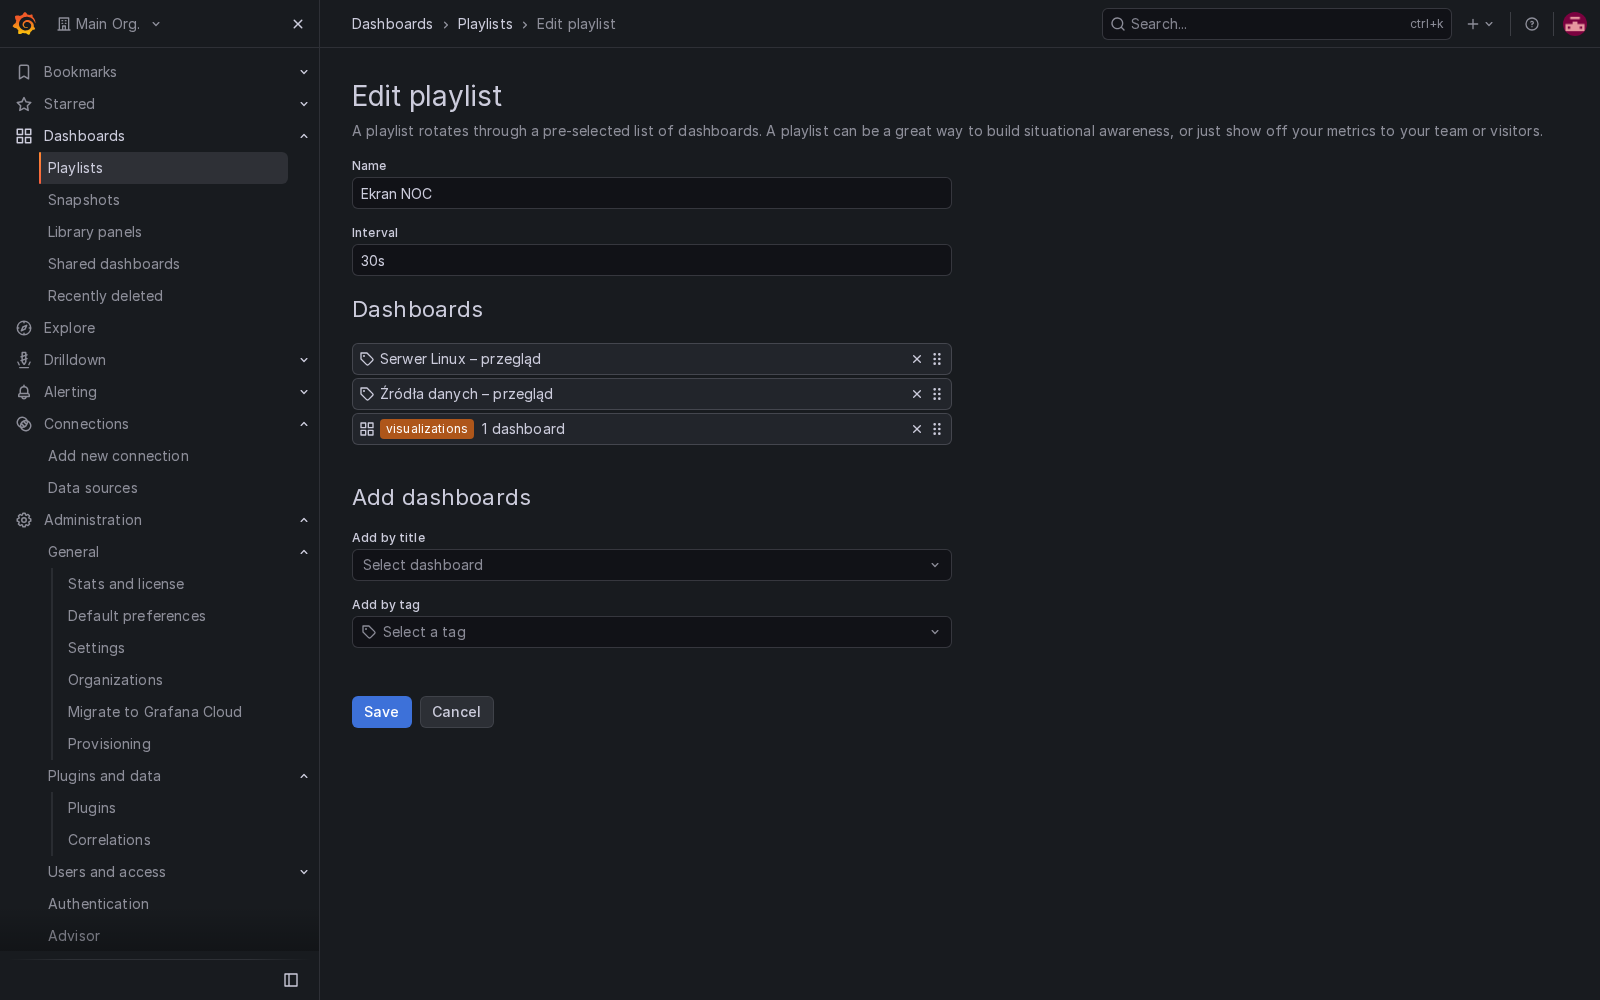 Main Org.
Dashboards > Playlists > Edit playlist
Search...
ctrl+k
Bookmarks
Starred
Dashboards
Playlists
Snapshots
Library panels
Shared dashboards
Recently deleted
Explore
Drilldown
Alerting
Connections
Add new connection
Data sources
Administration
General
Stats and license
Default preferences
Settings
Organizations
Migrate to Grafana Cloud
Provisioning
Plugins and data
Plugins
Correlations
Users and access
Authentication
Advisor
Edit playlist
A playlist rotates through a pre-selected list of dashboards. A playlist can be a great way to build situational awareness, or just show off your metrics to your team or visitors.
Name
Ekran NOC
Interval
30s
Dashboards
Serwer Linux – przegląd
Źródła danych – przegląd
visualizations 1 dashboard
Add dashboards
Add by title
Select dashboard
Add by tag
Select a tag
Save
Cancel